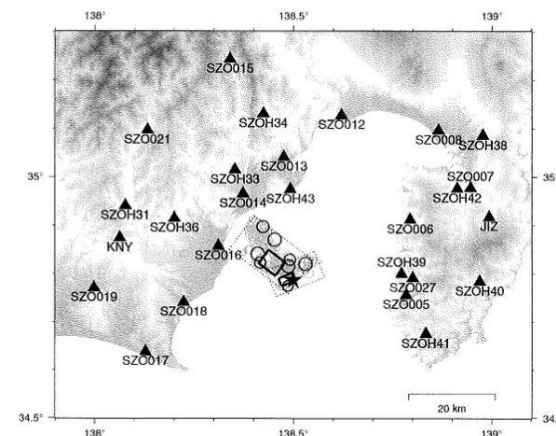 138° 138.5° 139°
SZO015
SZOH34
SZO012
SZO021
SZO008
SZOH38
SZO013
35° 35°
SZOH33
SZO007
SZO014
SZOH43
SZOH42
SZOH31
SZOH36
SZO006
JIZ
KNY
SZO016
SZOH39
SZO019
SZO027
SZOH40
SZO018
SZO005
SZO017
SZOH41
20 km
34.5° 34.5
138° 138.5° 139°